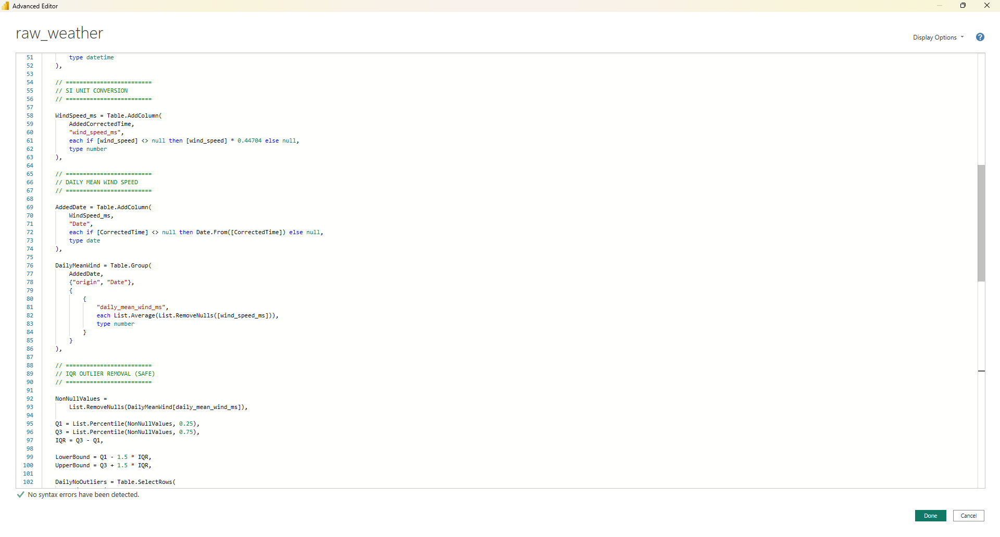 Advanced Editor
raw_weather
Display Options
?
51 type datetime
52 ),
53
54 // =========================
55 // SI UNIT CONVERSION
56 // =========================
57
58 WindSpeed_ms = Table.AddColumn(
59 AddedCorrectedTime,
60 "wind_speed_ms",
61 each if [wind_speed] <> null then [wind_speed] * 0.44704 else null,
62 type number
63 ),
64
65 // =========================
66 // DAILY MEAN WIND SPEED
67 // =========================
68
69 AddedDate = Table.AddColumn(
70 WindSpeed_ms,
71 "Date",
72 each if [CorrectedTime] <> null then Date.From([CorrectedTime]) else null,
73 type date
74 ),
75
76 DailyMeanWind = Table.Group(
77 AddedDate,
78 {"origin", "Date"},
79 {
80 {
81 "daily_mean_wind_ms",
82 each List.Average(List.RemoveNulls([wind_speed_ms])),
83 type number
84 }
85 }
86 ),
87
88 // =========================
89 // IQR OUTLIER REMOVAL (SAFE)
90 // =========================
91
92 NonNullValues =
93 List.RemoveNulls(DailyMeanWind[daily_mean_wind_ms]),
94
95 Q1 = List.Percentile(NonNullValues, 0.25),
96 Q3 = List.Percentile(NonNullValues, 0.75),
97 IQR = Q3 - Q1,
98
99 LowerBound = Q1 - 1.5 * IQR,
100 UpperBound = Q3 + 1.5 * IQR,
101
102 DailyNoOutliers = Table.SelectRows(
No syntax errors have been detected.
Done
Cancel